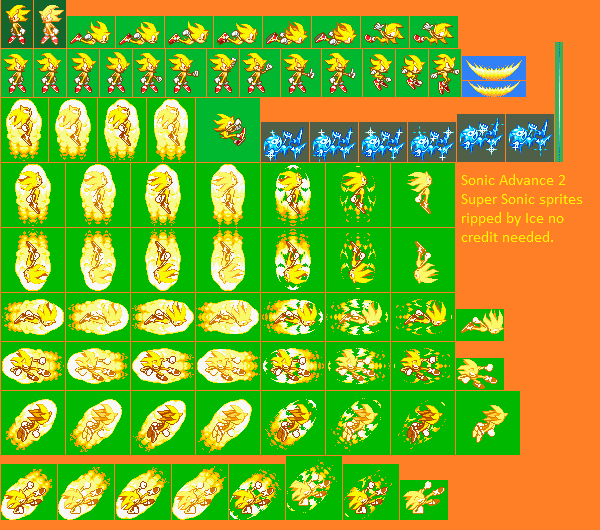 Sonic Advance 2
Super Sonic sprites
ripped by Ice no
credit needed.